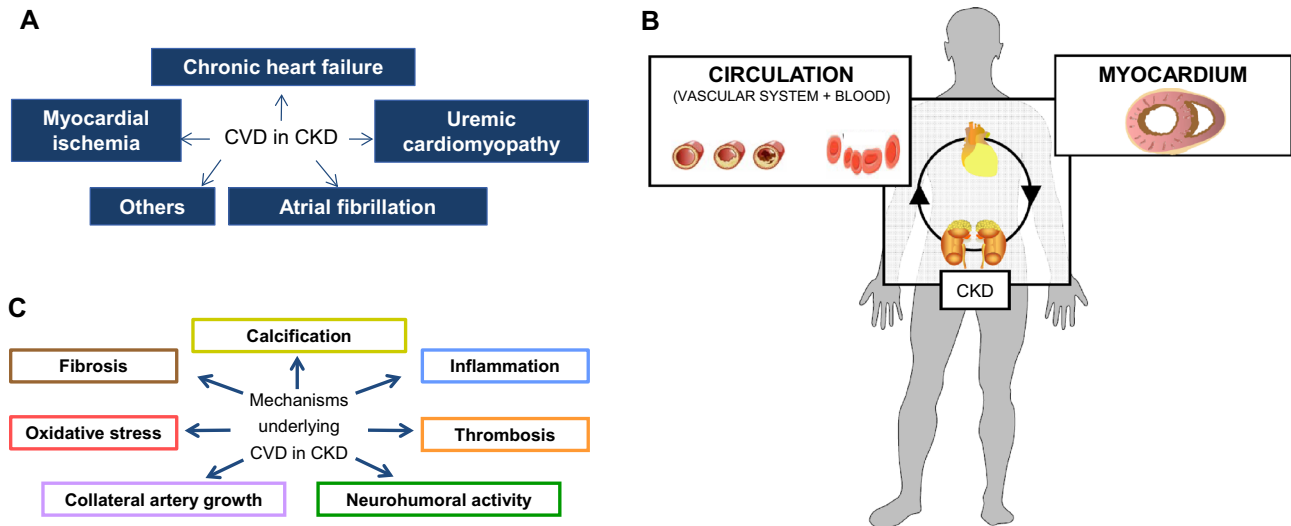 A
Chronic heart failure
Myocardial
ischemia
CVD in CKD
Uremic
cardiomyopathy
Others
Atrial fibrillation
B
CIRCULATION
(VASCULAR SYSTEM + BLOOD)
MYOCARDIUM
CKD
C
Calcification
Fibrosis
Inflammation
Mechanisms
underlying
CVD in CKD
Oxidative stress
Thrombosis
Collateral artery growth
Neurohumoral activity